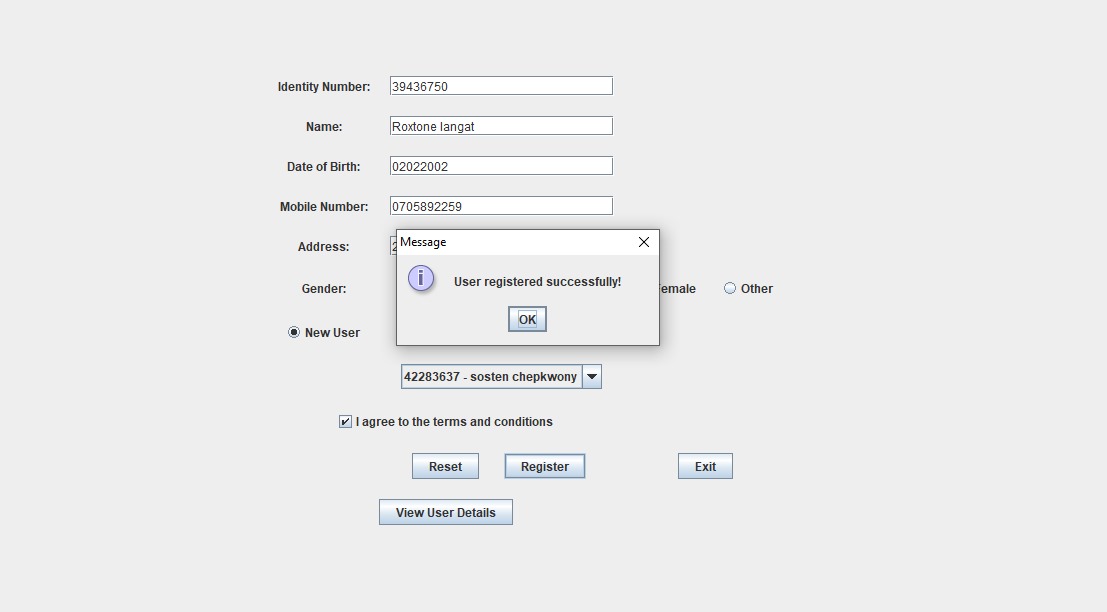 Identity Number: 39436750
Name: Roxtone langat
Date of Birth: 02022002
Mobile Number: 0705892259
Address:
Message
User registered successfully!
OK
Gender: Other
New User
42283637 - sosten chepkwony
I agree to the terms and conditions
Reset Register Exit
View User Details